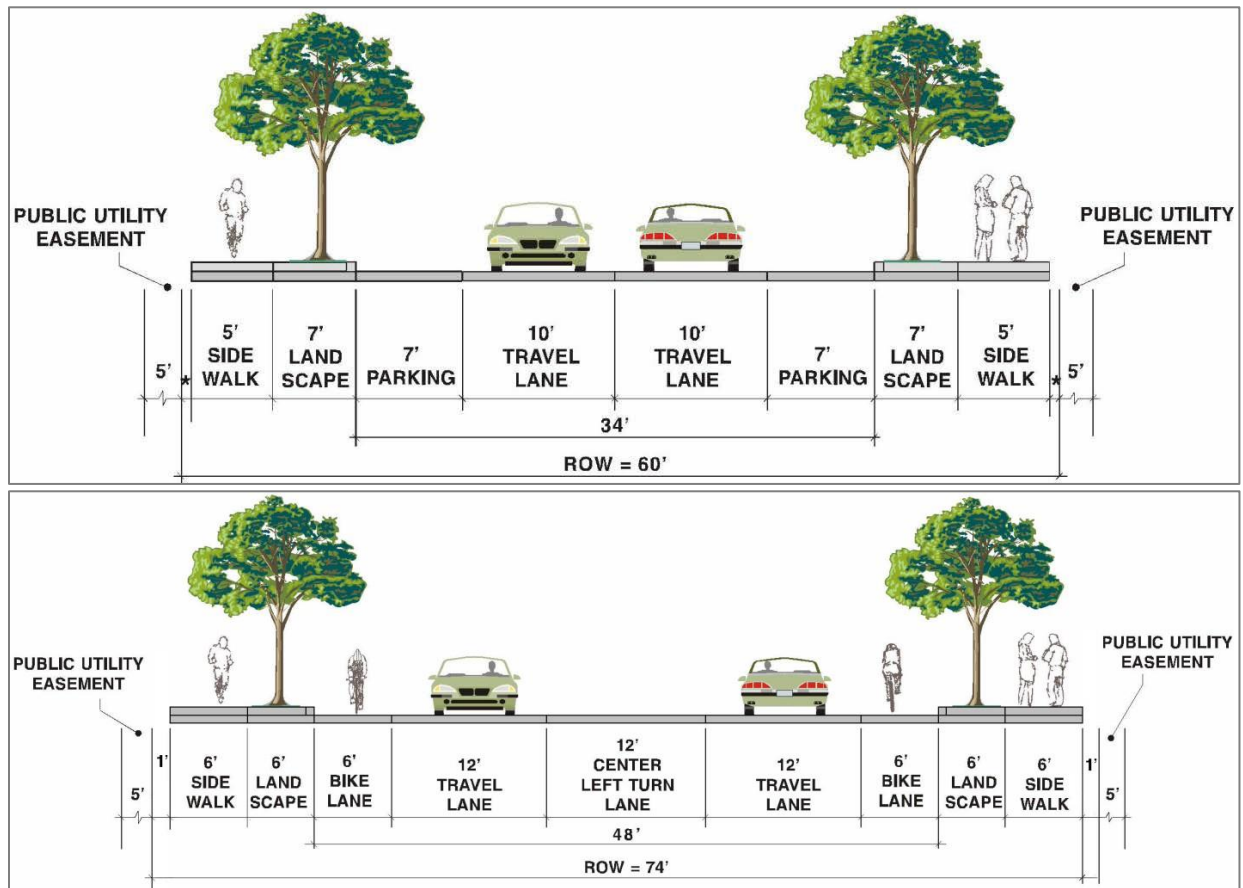 PUBLIC UTILITY
EASEMENT
PUBLIC UTILITY
EASEMENT
5'
*
5'
SIDE
WALK
7'
LAND
SCAPE
7'
PARKING
10'
TRAVEL
LANE
10'
TRAVEL
LANE
7'
PARKING
7'
LAND
SCAPE
5'
SIDE
WALK
*
5'
34'
ROW = 60'
PUBLIC UTILITY
EASEMENT
PUBLIC UTILITY
EASEMENT
5'
1'
6'
SIDE
WALK
6'
LAND
SCAPE
6'
BIKE
LANE
12'
TRAVEL
LANE
12'
CENTER
LEFT TURN
LANE
12'
TRAVEL
LANE
6'
BIKE
LANE
6'
LAND
SCAPE
6'
SIDE
WALK
1'
5'
48'
ROW = 74'